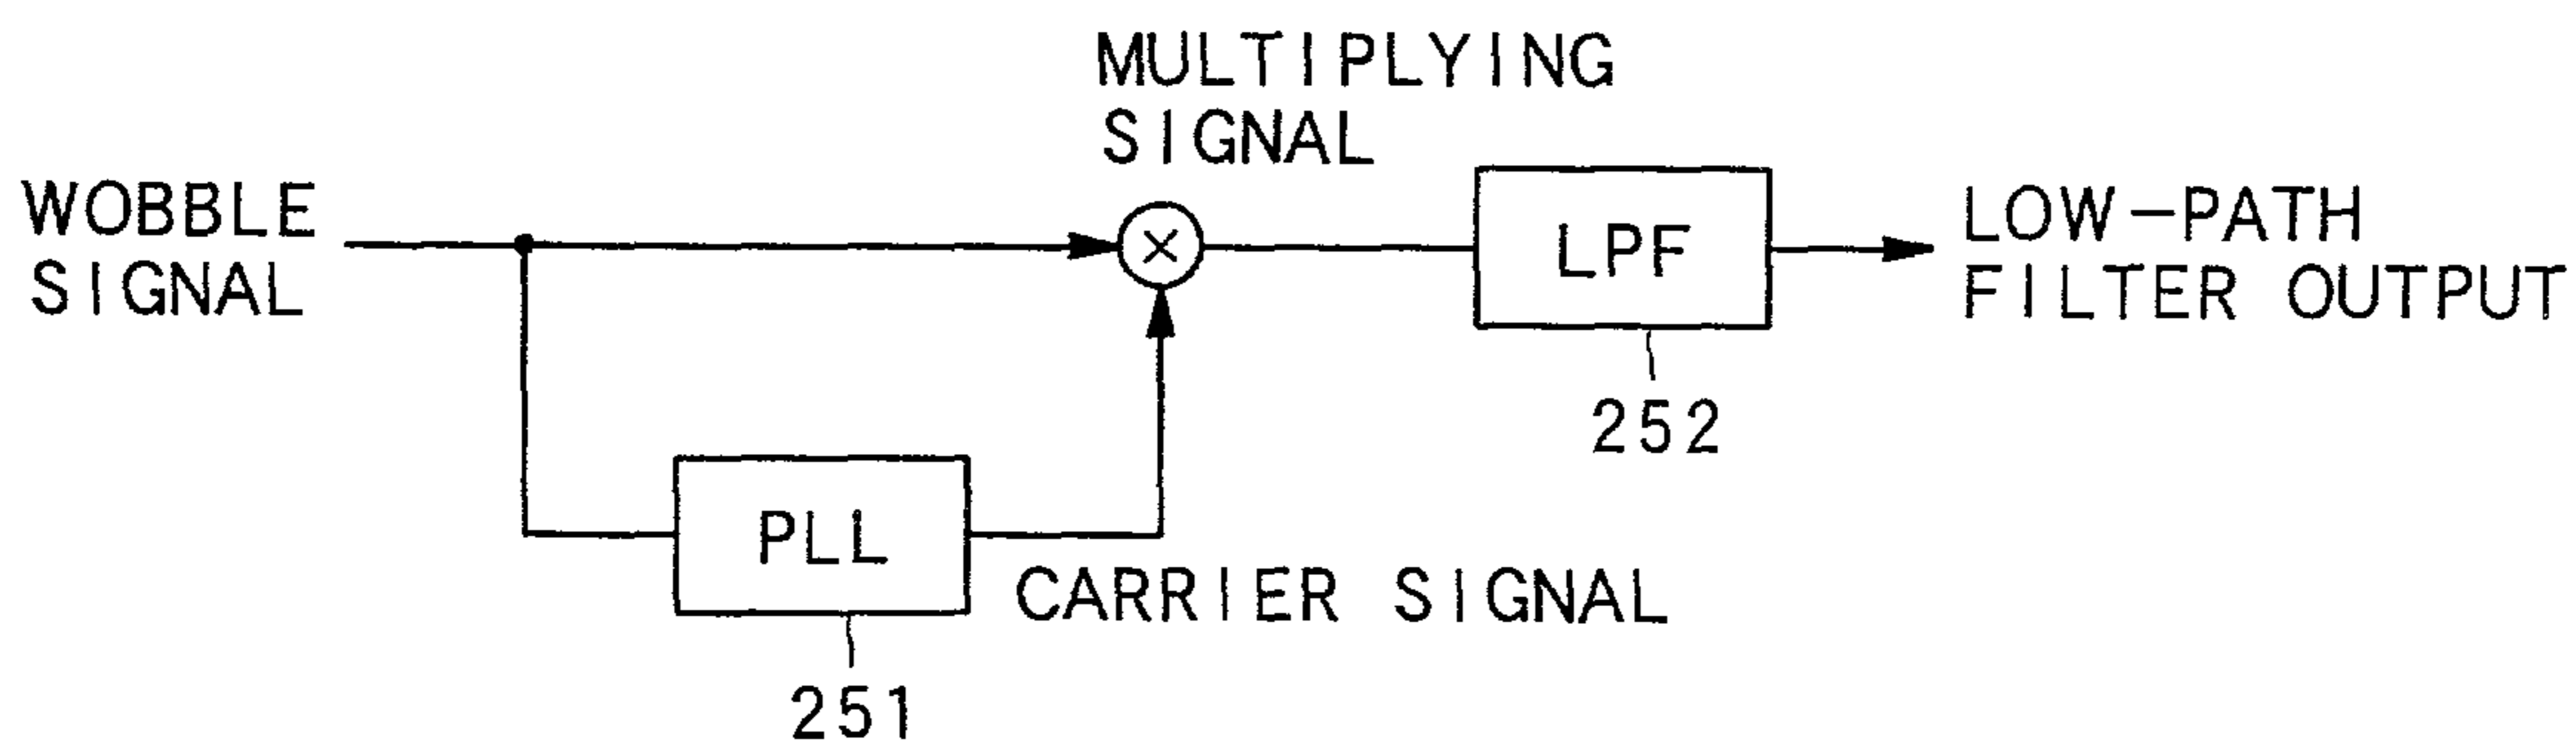 MULTIPLYING
SIGNAL
WOBBLE
SIGNAL
LPF
LOW-PATH
FILTER OUTPUT
252
PLL
CARRIER SIGNAL
251